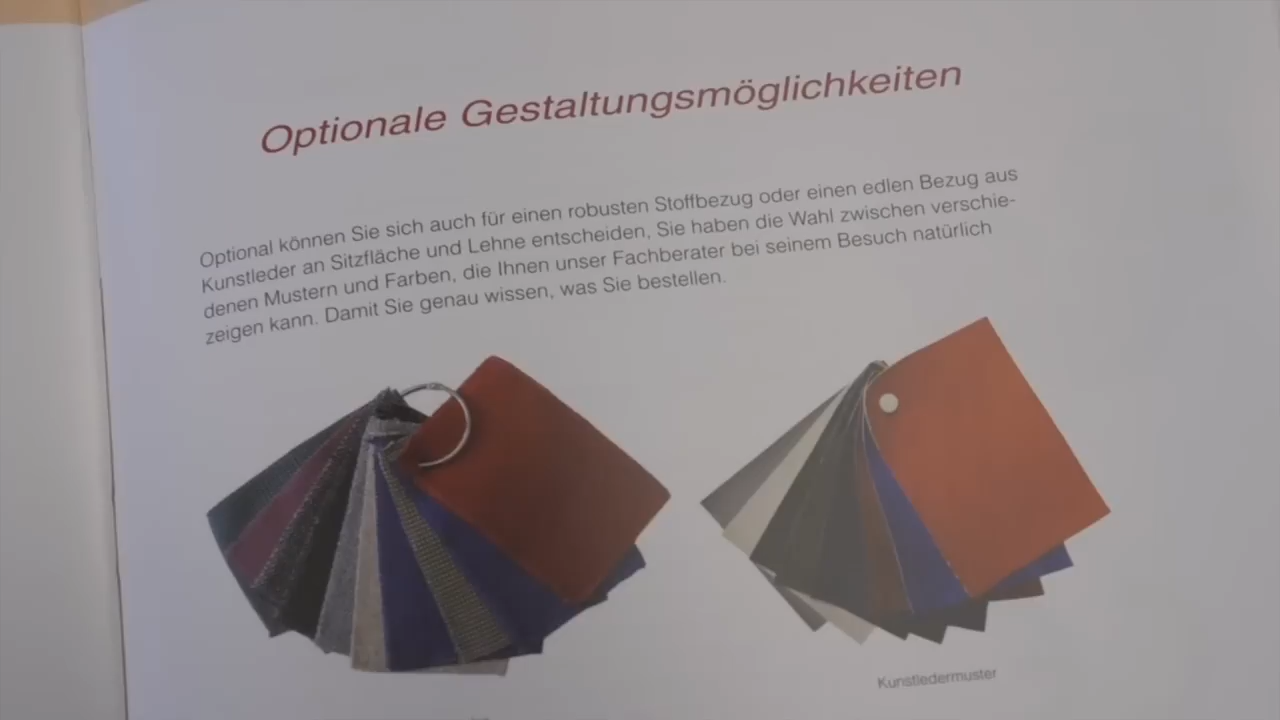 Optionale Gestaltungsmöglichkeiten
Optional können Sie sich auch für einen robusten Stoffbezug oder einen edlen Bezug aus
Kunstleder an Sitzfläche und Lehne entscheiden, Sie haben die Wahl zwischen verschie-
denen Mustern und Farben, die Ihnen unser Fachberater bei seinem Besuch natürlich
zeigen kann. Damit Sie genau wissen, was Sie bestellen.
Kunstledermuster